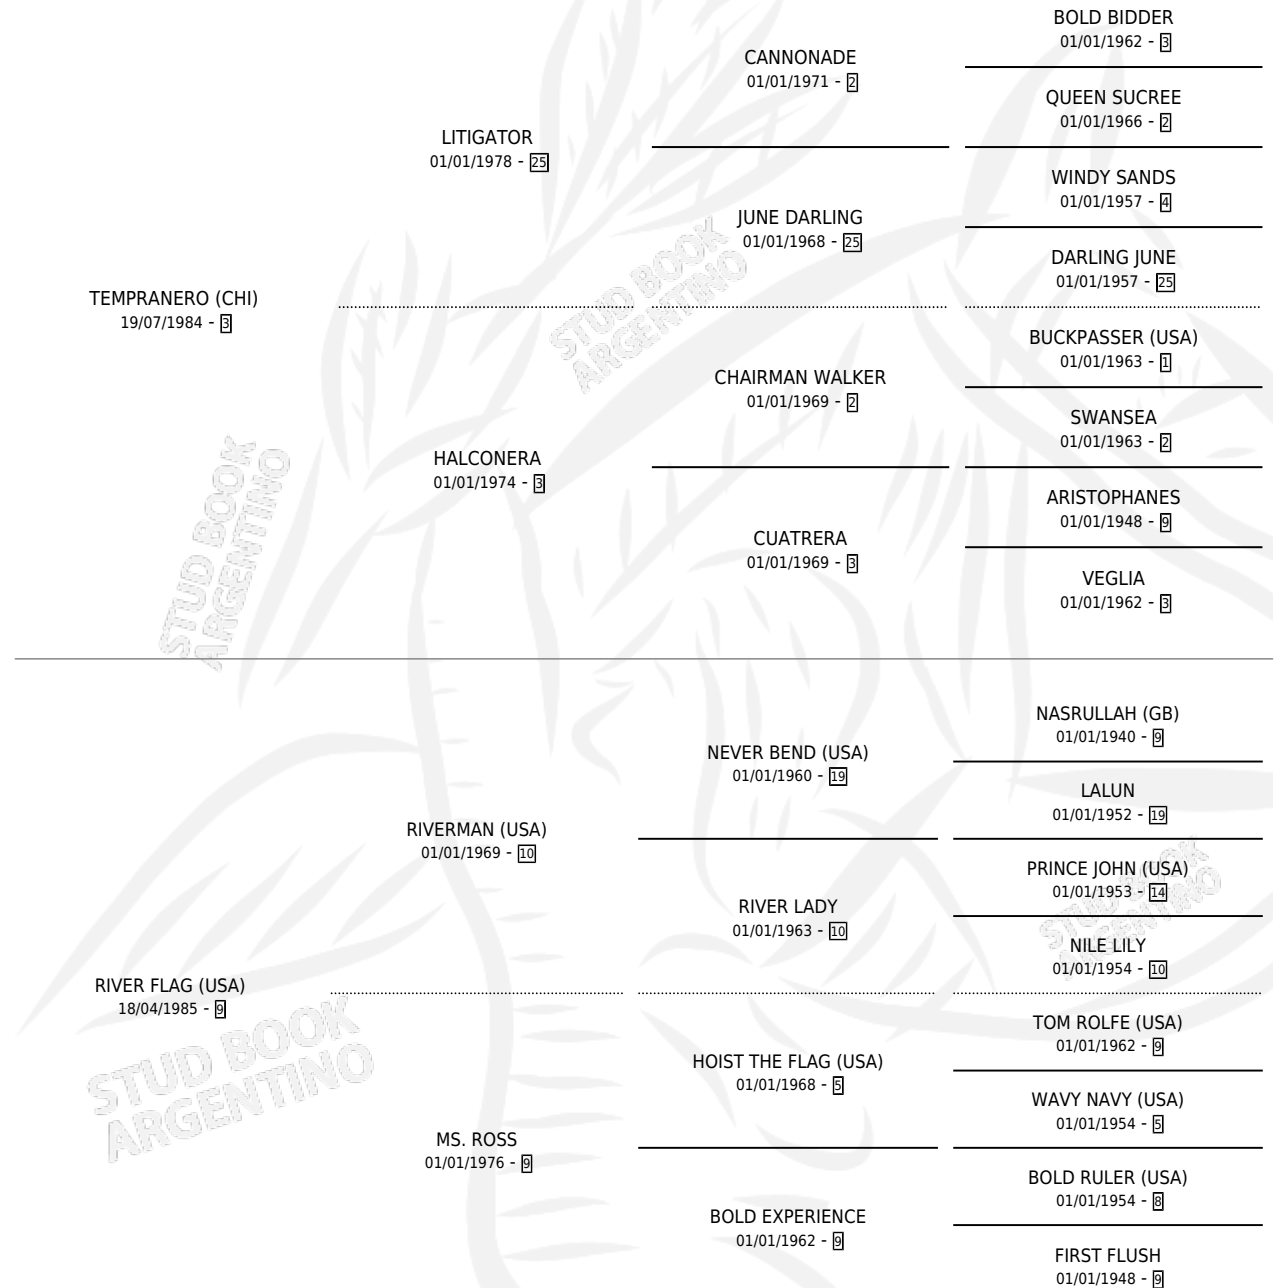 BOLD BIDDER
01/01/1962 - 3
CANNONADE
01/01/1971 - 2
QUEEN SUCREE
01/01/1966 - 2
LITIGATOR
01/01/1978 - 25
WINDY SANDS
01/01/1957 - 4
JUNE DARLING
01/01/1968 - 25
DARLING JUNE
01/01/1957 - 25
TEMPRANERO (CHI)
19/07/1984 - 3
STUD BOOK
ARGENTINO
BUCKPASSER (USA)
01/01/1963 - 1
CHAIRMAN WALKER
01/01/1969 - 2
SWANSEA
01/01/1963 - 2
HALCONERA
01/01/1974 - 3
ARISTOPHANES
01/01/1948 - 9
CUATRERA
01/01/1969 - 3
VEGLIA
01/01/1962 - 3
STUD BOOK
ARGENTINO
NASRULLAH (GB)
01/01/1940 - 9
NEVER BEND (USA)
01/01/1960 - 19
LALUN
01/01/1952 - 19
RIVERMAN (USA)
01/01/1969 - 10
PRINCE JOHN (USA)
01/01/1953 - 14
RIVER LADY
01/01/1963 - 10
NILE LILY
01/01/1954 - 10
STUD BOOK
ARGENTINO
RIVER FLAG (USA)
18/04/1985 - 9
TOM ROLFE (USA)
01/01/1962 - 9
HOIST THE FLAG (USA)
01/01/1968 - 5
WAVY NAVY (USA)
01/01/1954 - 5
STUD BOOK
ARGENTINO
MS. ROSS
01/01/1976 - 9
BOLD RULER (USA)
01/01/1954 - 8
BOLD EXPERIENCE
01/01/1962 - 9
FIRST FLUSH
01/01/1948 - 9